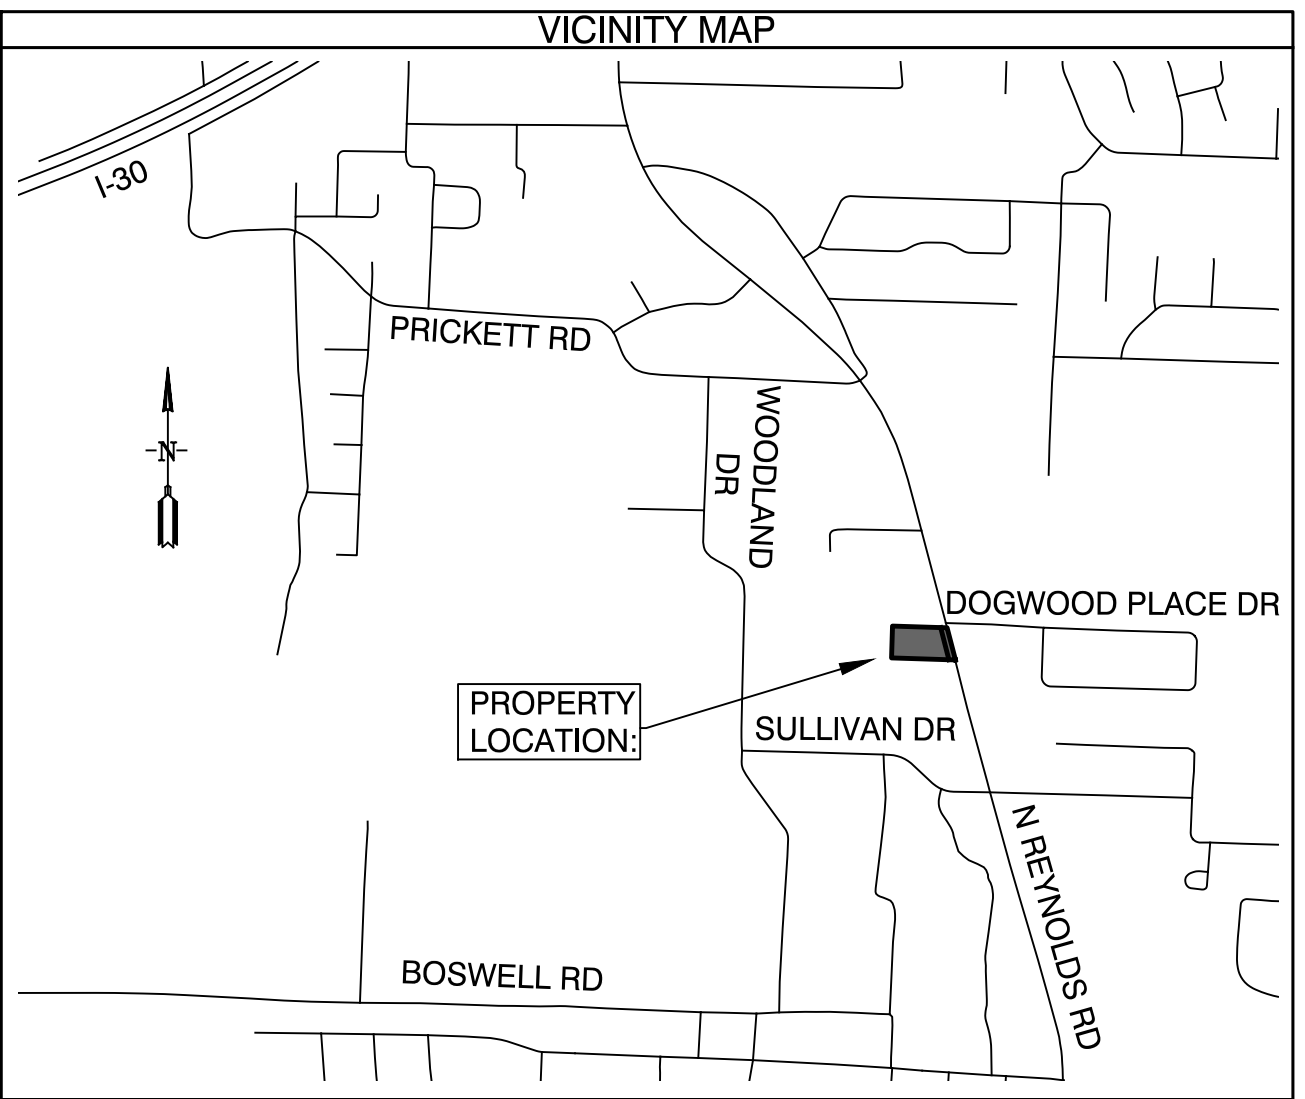 VICINITY MAP
I-30
PRICKETT RD
-N-
WOODLAND
DR
DOGWOOD PLACE DR
PROPERTY
LOCATION:
SULLIVAN DR
N REYNOLDS RD
BOSWELL RD